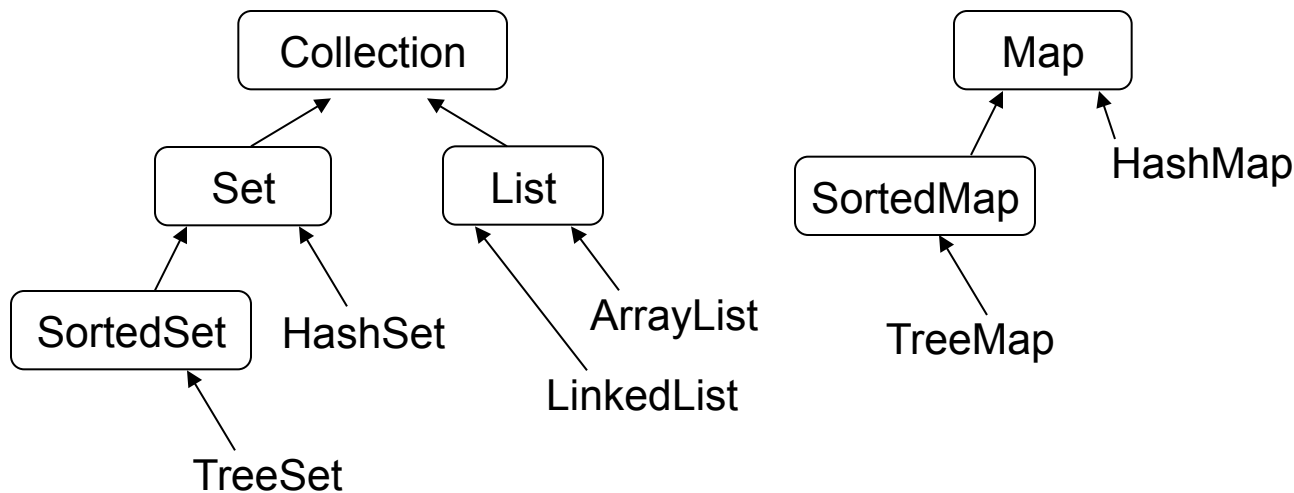 Collection
Map
Set
List
HashMap
SortedMap
SortedSet
HashSet
ArrayList
TreeMap
LinkedList
TreeSet